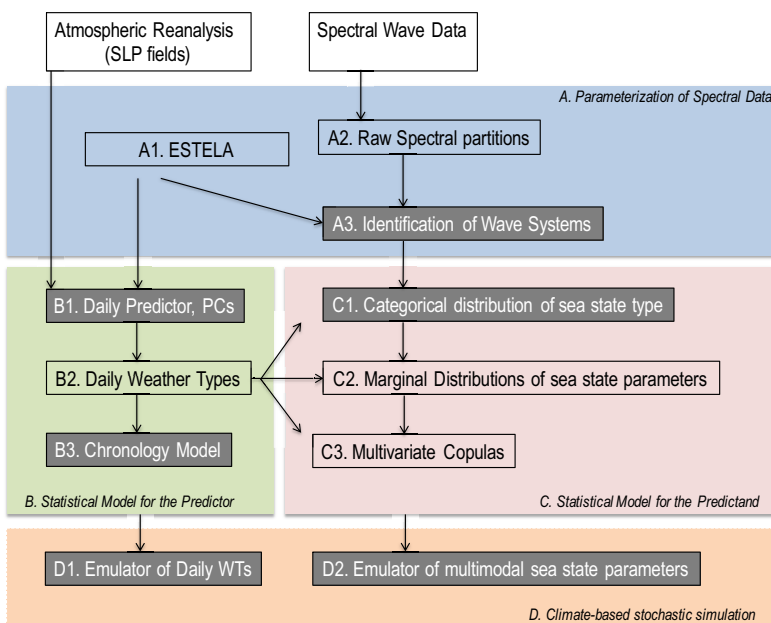 Atmospheric Reanalysis
(SLP fields)
Spectral Wave Data
A. Parameterization of Spectral Data
A1. ESTELA
A2. Raw Spectral partitions
A3. Identification of Wave Systems
B1. Daily Predictor, PCs
C1. Categorical distribution of sea state type
B2. Daily Weather Types
C2. Marginal Distributions of sea state parameters
B3. Chronology Model
C3. Multivariate Copulas
B. Statistical Model for the Predictor
C. Statistical Model for the Predictand
D1. Emulator of Daily WTs
D2. Emulator of multimodal sea state parameters
D. Climate-based stochastic simulation